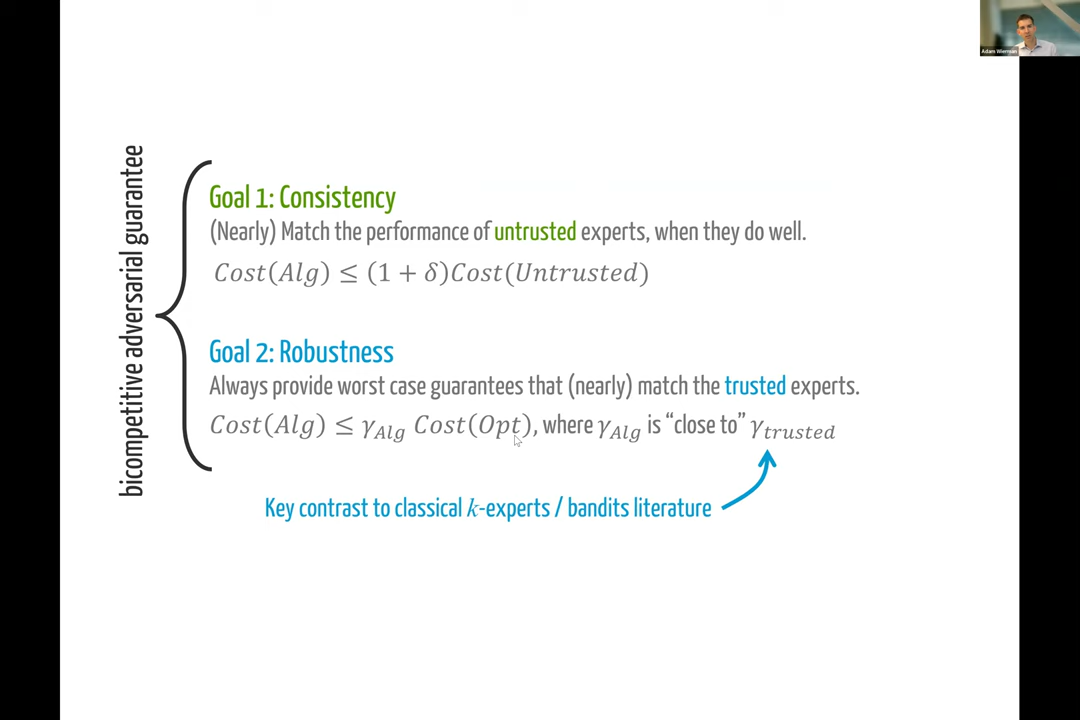 Adam Wierman
bicompetitive adversarial guarantee
Goal 1: Consistency
(Nearly) Match the performance of untrusted experts, when they do well.
Cost(Alg) ≤ (1 + δ)Cost(Untrusted)
Goal 2: Robustness
Always provide worst case guarantees that (nearly) match the trusted experts.
Cost(Alg) ≤ γ_Alg Cost(Opt), where γ_Alg is “close to” γ_trusted
Key contrast to classical k-experts / bandits literature